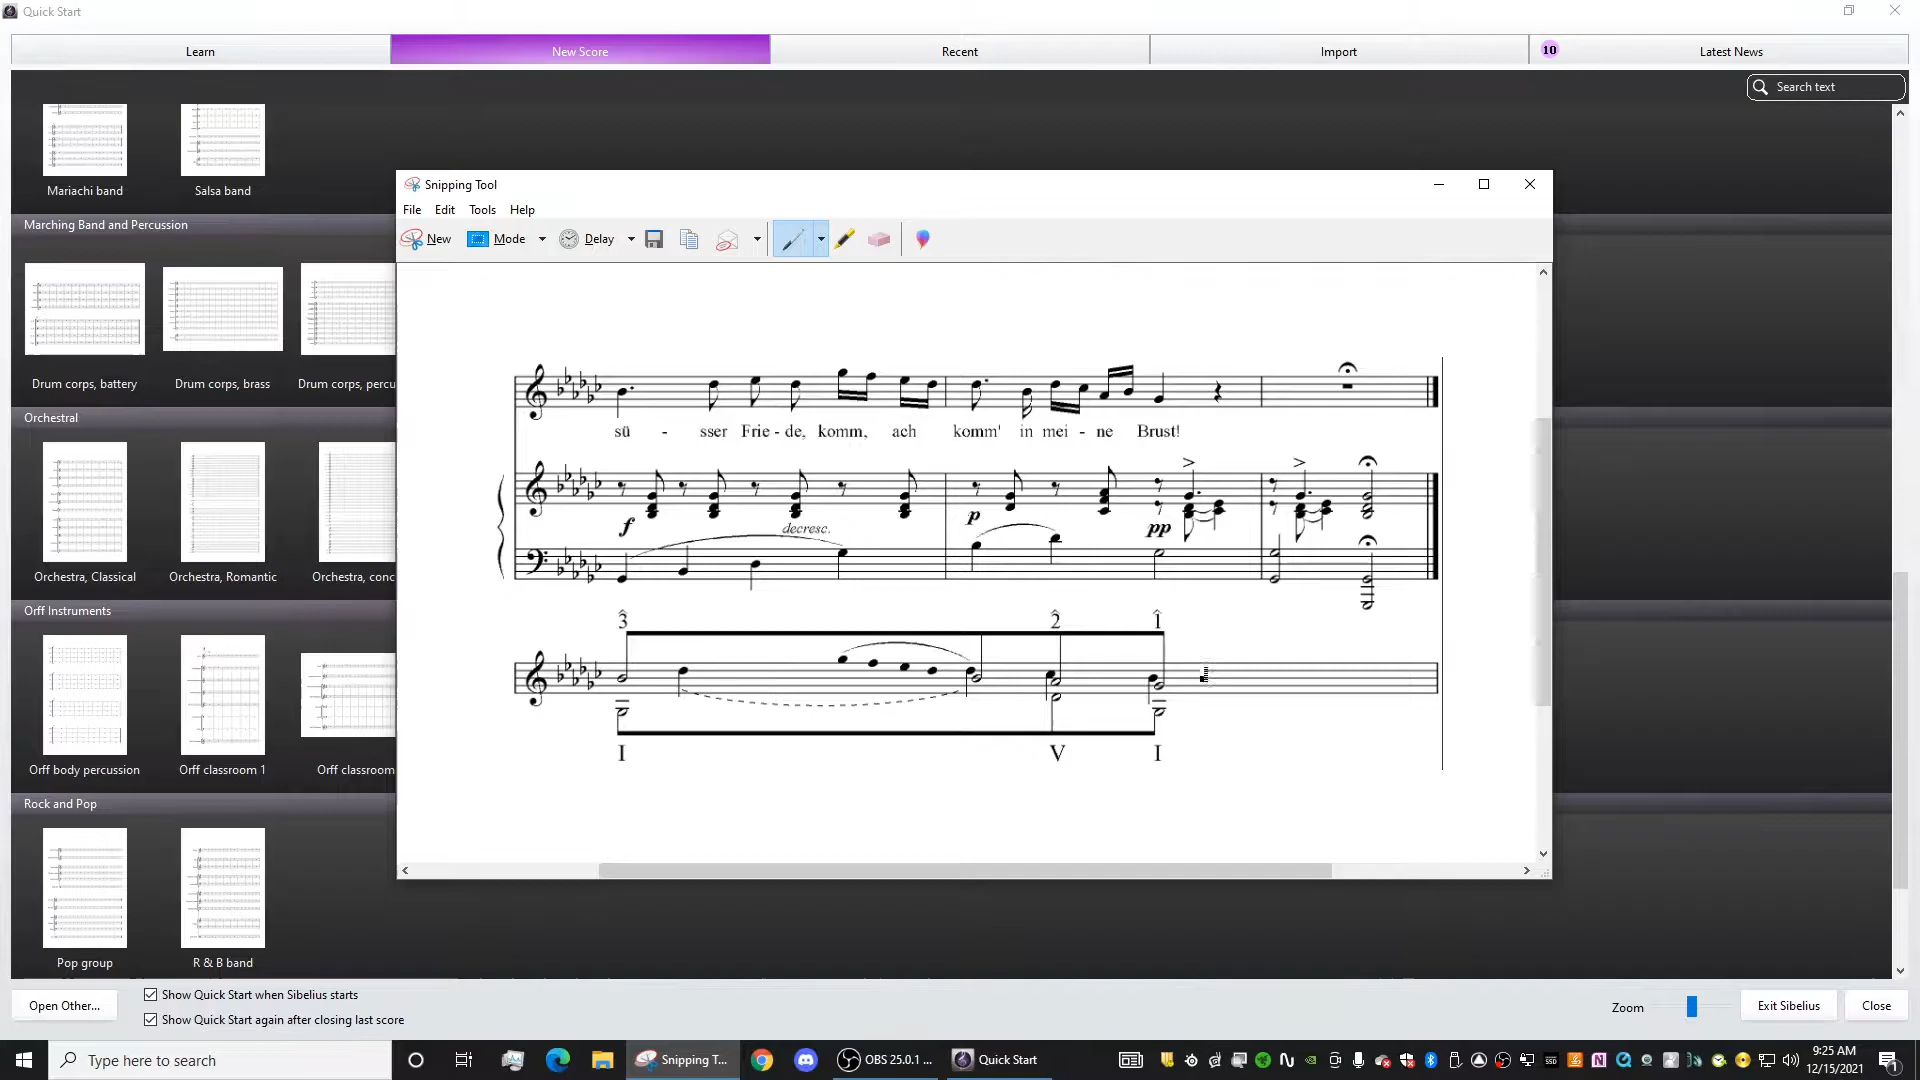 Quick Start
Learn
New Score
Recent
Import
10
Latest News
Search text
Mariachi band
Salsa band
Marching Band and Percussion
Drum corps, battery
Drum corps, brass
Drum corps, percu
Orchestral
Orchestra, Classical
Orchestra, Romantic
Orchestra, conc
Orff Instruments
Orff body percussion
Orff classroom 1
Orff classroom
Rock and Pop
Pop group
R & B band
Snipping Tool
File Edit Tools Help
New Mode Delay
sü - sser Frie - de, komm, ach komm' in mei - ne Brust!
f decresc. p pp
3 2 1
I V I
Open Other...
Show Quick Start when Sibelius starts
Show Quick Start again after closing last score
Zoom
Exit Sibelius
Close
Type here to search
Snipping T...
OBS 25.0.1 ...
Quick Start
9:25 AM
12/15/2021
1